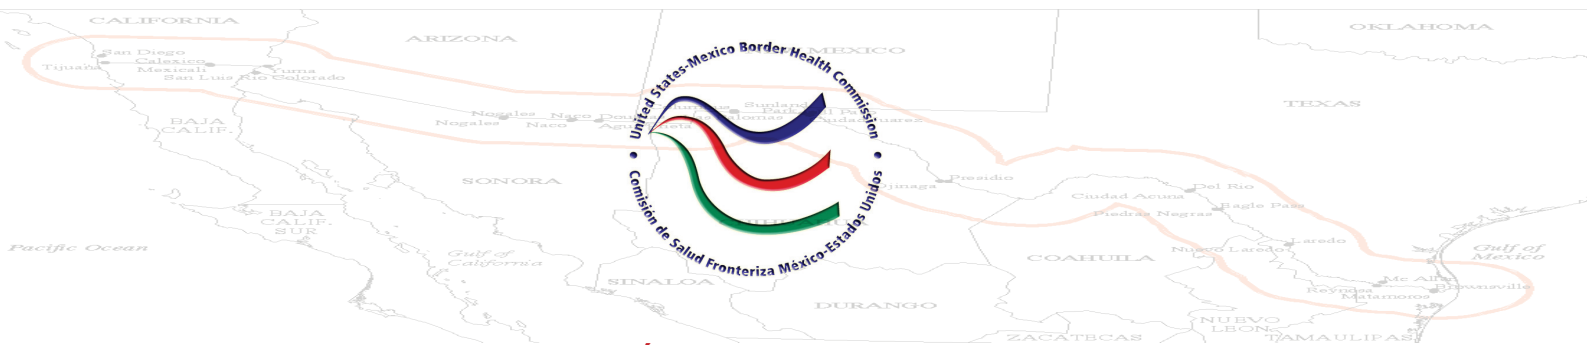 CALIFORNIA
ARIZONA
MEXICO
OKLAHOMA
San Diego
Tijuana
Calexico
Mexicali
Yuma
San Luis Rio Colorado
United States-Mexico Border Health Commission
Comisión de Salud Fronteriza México-Estados Unidos
Sunland
Park
TEXAS
Nogales
Naco
Nogales
Naco
BAJA
CALIF.
SONORA
Ojinaga
Presidio
Ciudad Acuna
Del Rio
Piedras Negras
Eagle Pass
BAJA
CALIF.
SUR
Pacific Ocean
Gulf of
California
COAHUILA
Nuevo Laredo
Laredo
Gulf of
Mexico
SINALOA
DURANGO
Mc Allen
Reynosa
Brownsville
Matamoros
NUEVO
LEON
ZACATECAS
TAMAULIPAS